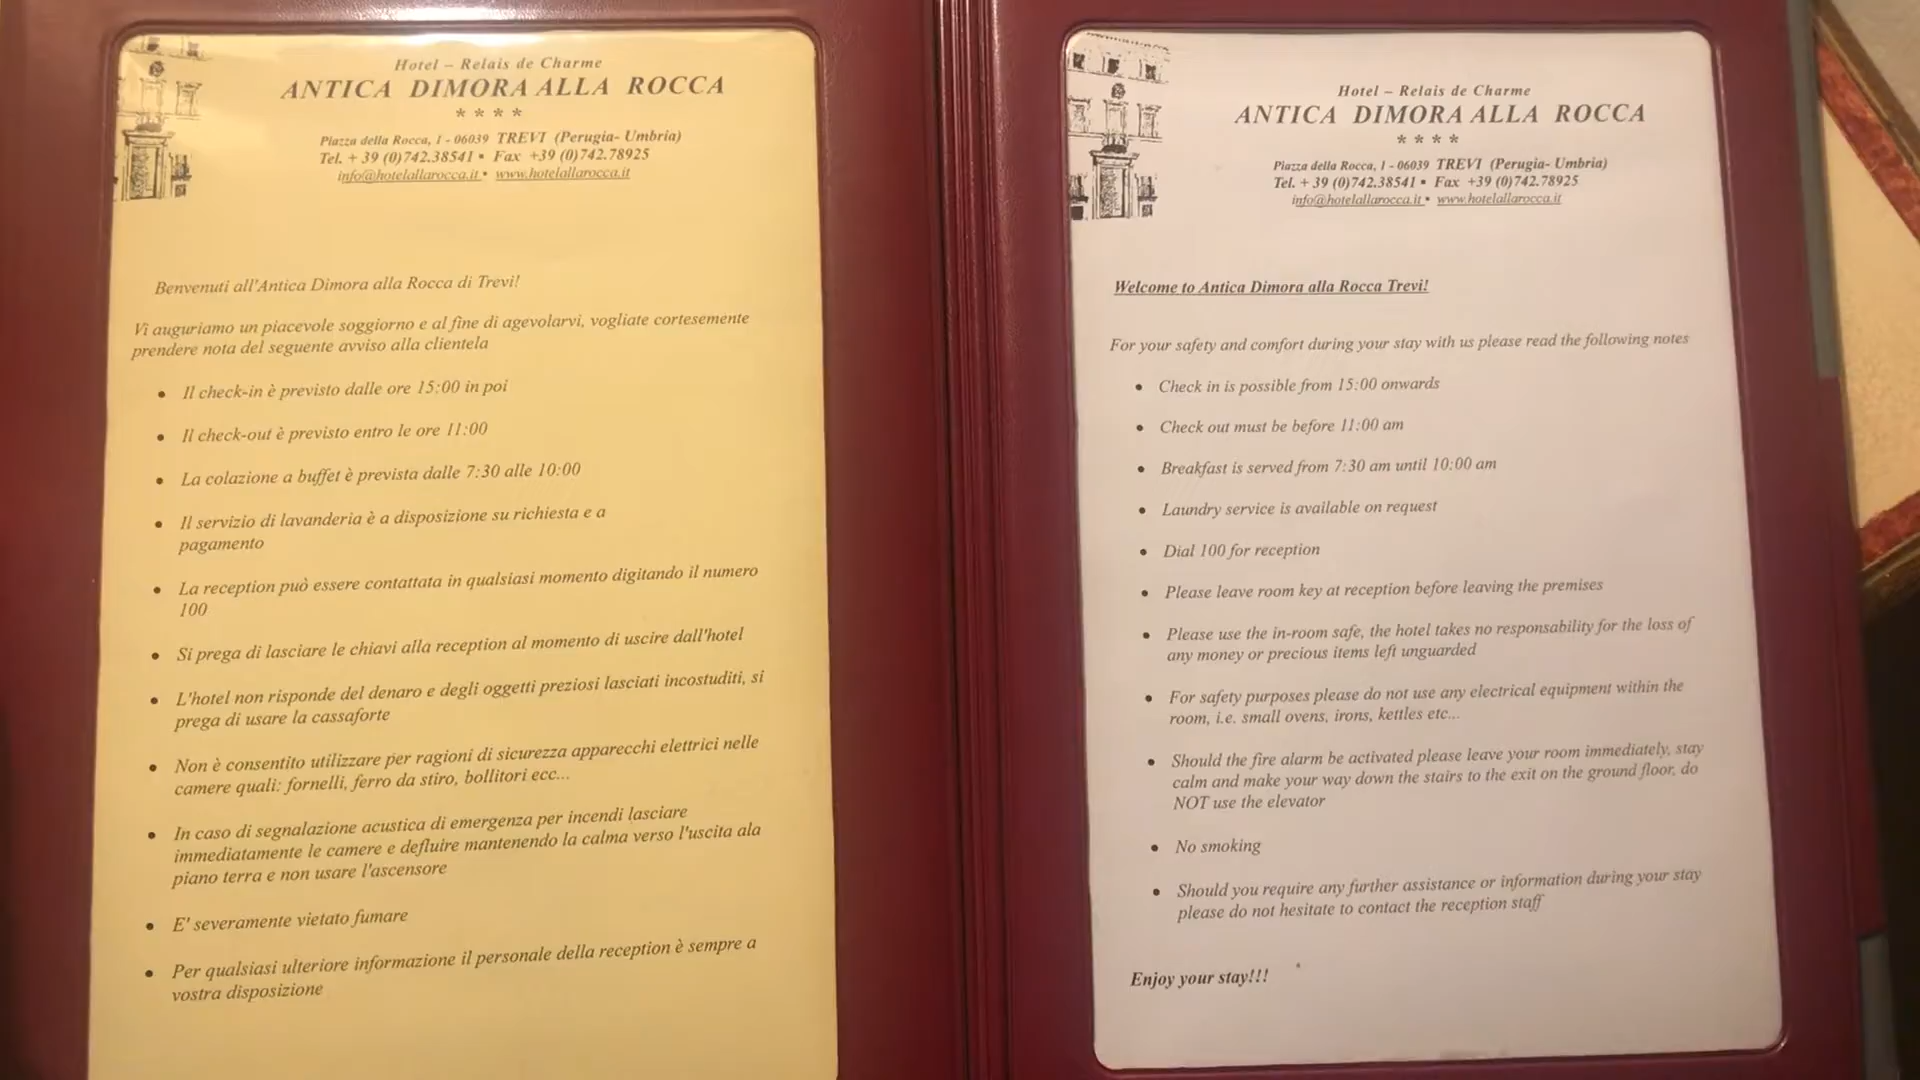 Hotel – Relais de Charme
ANTICA DIMORA ALLA ROCCA
* * * *
Piazza della Rocca, 1 - 06039 TREVI (Perugia- Umbria)
Tel. + 39 (0)742.38541 • Fax +39 (0)742.78925
info@hotelallarocca.it • www.hotelallarocca.it
Benvenuti all'Antica Dimora alla Rocca di Trevi!
Vi auguriamo un piacevole soggiorno e al fine di agevolarvi, vogliate cortesemente
prendere nota del seguente avviso alla clientela
• Il check-in è previsto dalle ore 15:00 in poi
• Il check-out è previsto entro le ore 11:00
• La colazione a buffet è prevista dalle 7:30 alle 10:00
• Il servizio di lavanderia è a disposizione su richiesta e a
pagamento
• La reception può essere contattata in qualsiasi momento digitando il numero
100
• Si prega di lasciare le chiavi alla reception al momento di uscire dall'hotel
• L'hotel non risponde del denaro e degli oggetti preziosi lasciati incostuditi, si
prega di usare la cassaforte
• Non è consentito utilizzare per ragioni di sicurezza apparecchi elettrici nelle
camere quali: fornelli, ferro da stiro, bollitori ecc...
• In caso di segnalazione acustica di emergenza per incendi lasciare
immediatamente le camere e defluire mantenendo la calma verso l'uscita ala
piano terra e non usare l'ascensore
• E' severamente vietato fumare
• Per qualsiasi ulteriore informazione il personale della reception è sempre a
vostra disposizione
Hotel – Relais de Charme
ANTICA DIMORA ALLA ROCCA
* * * *
Piazza della Rocca, 1 - 06039 TREVI (Perugia- Umbria)
Tel. + 39 (0)742.38541 • Fax +39 (0)742.78925
info@hotelallarocca.it • www.hotelallarocca.it
Welcome to Antica Dimora alla Rocca Trevi!
For your safety and comfort during your stay with us please read the following notes
• Check in is possible from 15:00 onwards
• Check out must be before 11:00 am
• Breakfast is served from 7:30 am until 10:00 am
• Laundry service is available on request
• Dial 100 for reception
• Please leave room key at reception before leaving the premises
• Please use the in-room safe, the hotel takes no responsability for the loss of
any money or precious items left unguarded
• For safety purposes please do not use any electrical equipment within the
room, i.e. small ovens, irons, kettles etc...
• Should the fire alarm be activated please leave your room immediately, stay
calm and make your way down the stairs to the exit on the ground floor, do
NOT use the elevator
• No smoking
• Should you require any further assistance or information during your stay
please do not hesitate to contact the reception staff
Enjoy your stay!!!